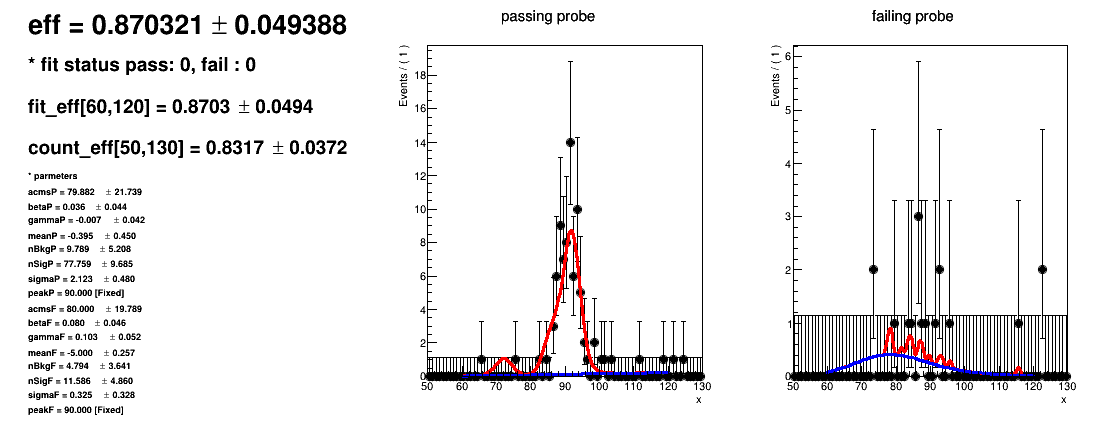 eff = 0.870321 ± 0.049388
* fit status pass: 0, fail : 0
fit_eff[60,120] = 0.8703 ± 0.0494
count_eff[50,130] = 0.8317 ± 0.0372
* parmeters
acmsP = 79.882 ± 21.739
betaP = 0.036 ± 0.044
gammaP = -0.007 ± 0.042
meanP = -0.395 ± 0.450
nBkgP = 9.789 ± 5.208
nSigP = 77.759 ± 9.685
sigmaP = 2.123 ± 0.480
peakP = 90.000 [Fixed]
acmsF = 80.000 ± 19.789
betaF = 0.080 ± 0.046
gammaF = 0.103 ± 0.052
meanF = -5.000 ± 0.257
nBkgF = 4.794 ± 3.641
nSigF = 11.586 ± 4.860
sigmaF = 0.325 ± 0.328
peakF = 90.000 [Fixed]
passing probe
Events / ( 1 )
18
16
14
12
10
8
6
4
2
0
50 60 70 80 90 100 110 120 130
x
failing probe
Events / ( 1 )
6
5
4
3
2
1
0
50 60 70 80 90 100 110 120 130
x